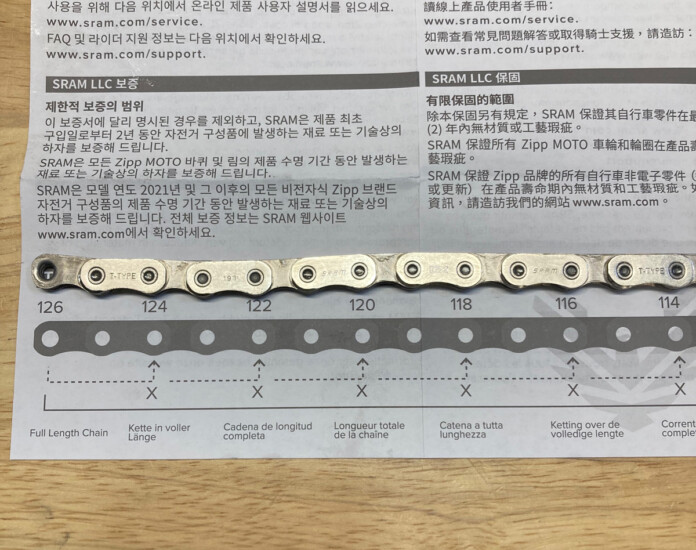 사용을 위해 다음 위치에서 온라인 제품 사용자 설명서를 읽으세요.
www.sram.com/service.
FAQ 및 라이더 지원 정보는 다음 위치에서 확인하세요.
www.sram.com/support.
SRAM LLC 보증
제한적 보증의 범위
이 보증서에 달리 명시된 경우를 제외하고, SRAM은 제품 최초
구입일로부터 2년 동안 자전거 구성품에 발생하는 재료 또는 기술상의
하자를 보증해 드립니다.
SRAM은 모든 Zipp MOTO 바퀴 및 림의 제품 수명 기간 동안 발생하는
재료 또는 기술상의 하자를 보증해 드립니다.
SRAM은 모델 연도 2021년 및 그 이후의 모든 비전자식 Zipp 브랜드
자전거 구성품의 제품 수명 기간 동안 발생하는 재료 또는 기술상의
하자를 보증해 드립니다. 전체 보증 정보는 SRAM 웹사이트
www.sram.com에서 확인하세요.
讀線上產品使用者手冊：
www.sram.com/service.
如需查看常見問題解答或取得騎士支援，請造訪：
www.sram.com/support.
SRAM LLC 保固
有限保固的範圍
除本保固另有規定，SRAM 保證其自行車零件在
(2) 年內無材質或工藝瑕疵。
SRAM 保證所有 Zipp MOTO 車輪和輪圈在產品
藝瑕疵。
SRAM 保證 Zipp 品牌的所有自行車非電子零件
或更新）在產品壽命期內無材質和工藝瑕疵。
資訊，請造訪我們的網站 www.sram.com。
T-TYPE SRAM SRAM T-TYPE
126 124 122 120 118 116 114
X X X X X X
Full Length Chain
Kette in voller
Länge
Cadena de longitud
completa
Longueur totale
de la chaîne
Catena a tutta
lunghezza
Ketting over de
volledige lengte